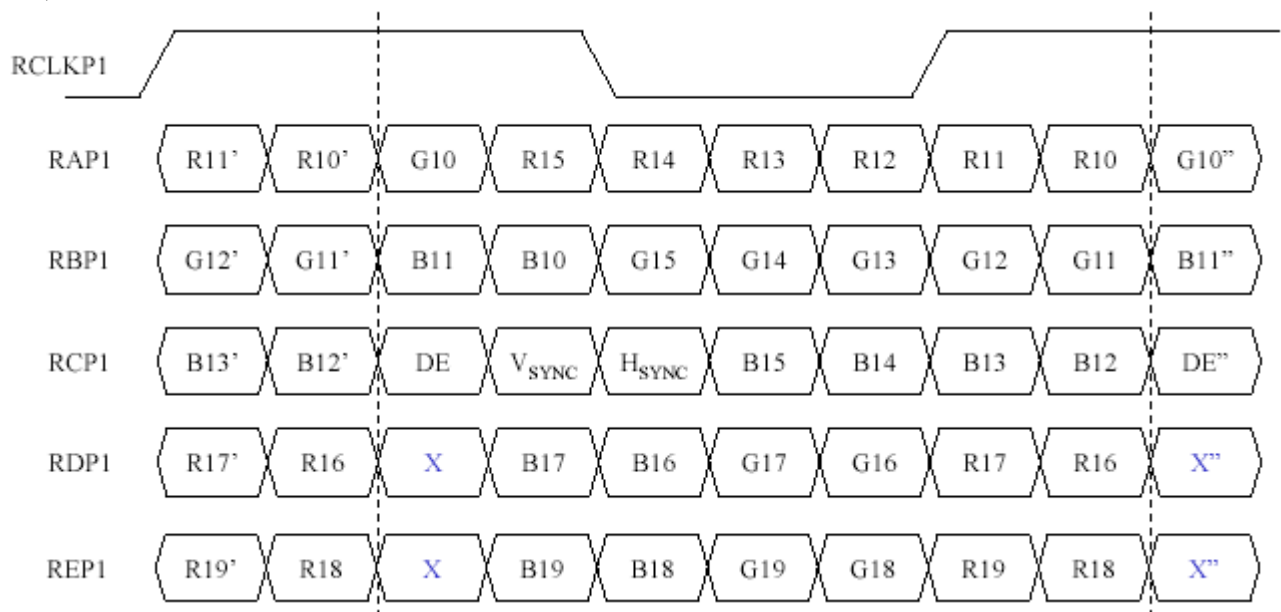 RCLKP1
RAP1 R11’ R10’ G10 R15 R14 R13 R12 R11 R10 G10”
RBP1 G12’ G11’ B11 B10 G15 G14 G13 G12 G11 B11”
RCP1 B13’ B12’ DE VSYNC HSYNC B15 B14 B13 B12 DE”
RDP1 R17’ R16 X B17 B16 G17 G16 R17 R16 X”
REP1 R19’ R18 X B19 B18 G19 G18 R19 R18 X”